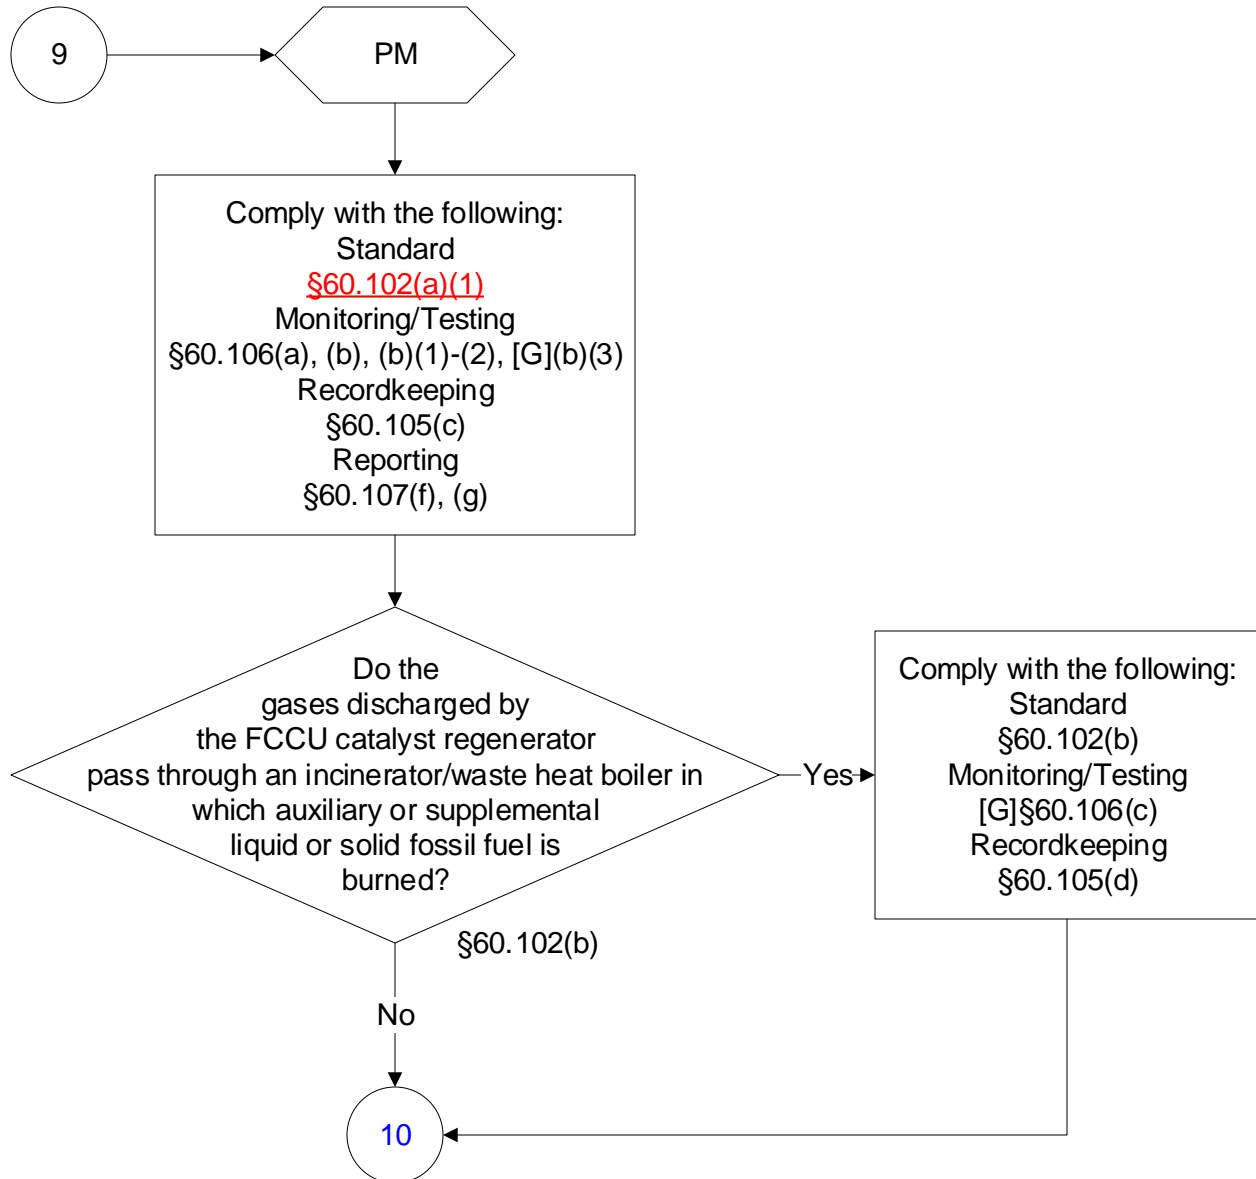 9
PM
Comply with the following:
Standard
§60.102(a)(1)
Monitoring/Testing
§60.106(a), (b), (b)(1)-(2), [G](b)(3)
Recordkeeping
§60.105(c)
Reporting
§60.107(f), (g)
Do the
gases discharged by
the FCCU catalyst regenerator
pass through an incinerator/waste heat boiler in
which auxiliary or supplemental
liquid or solid fossil fuel is
burned?
§60.102(b)
Yes
Comply with the following:
Standard
§60.102(b)
Monitoring/Testing
[G]§60.106(c)
Recordkeeping
§60.105(d)
No
10